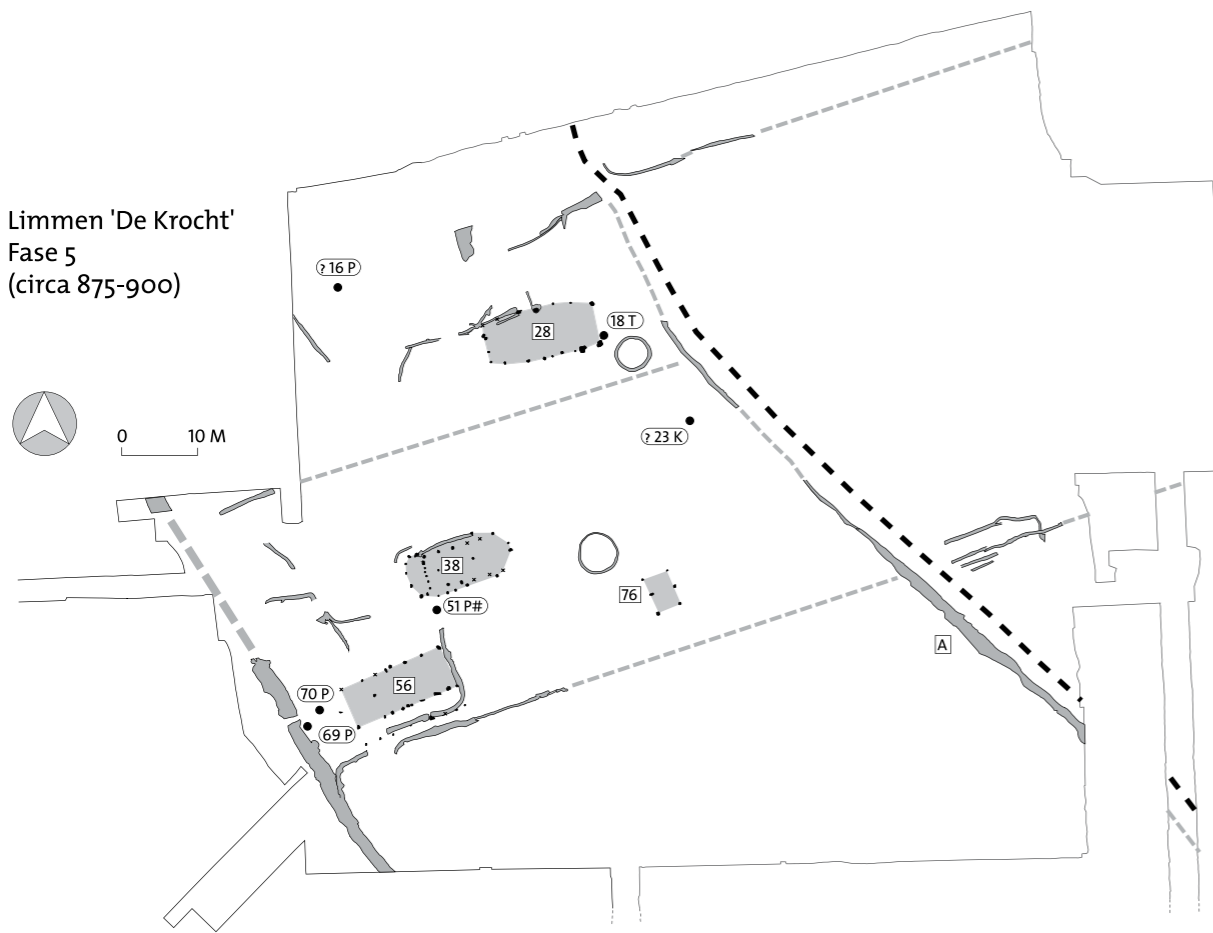 Limmen 'De Krocht'
Fase 5
(circa 875-900)
? 16 P
18 T
28
0 10 M
? 23 K
38
51 P#
76
A
56
70 P
69 P